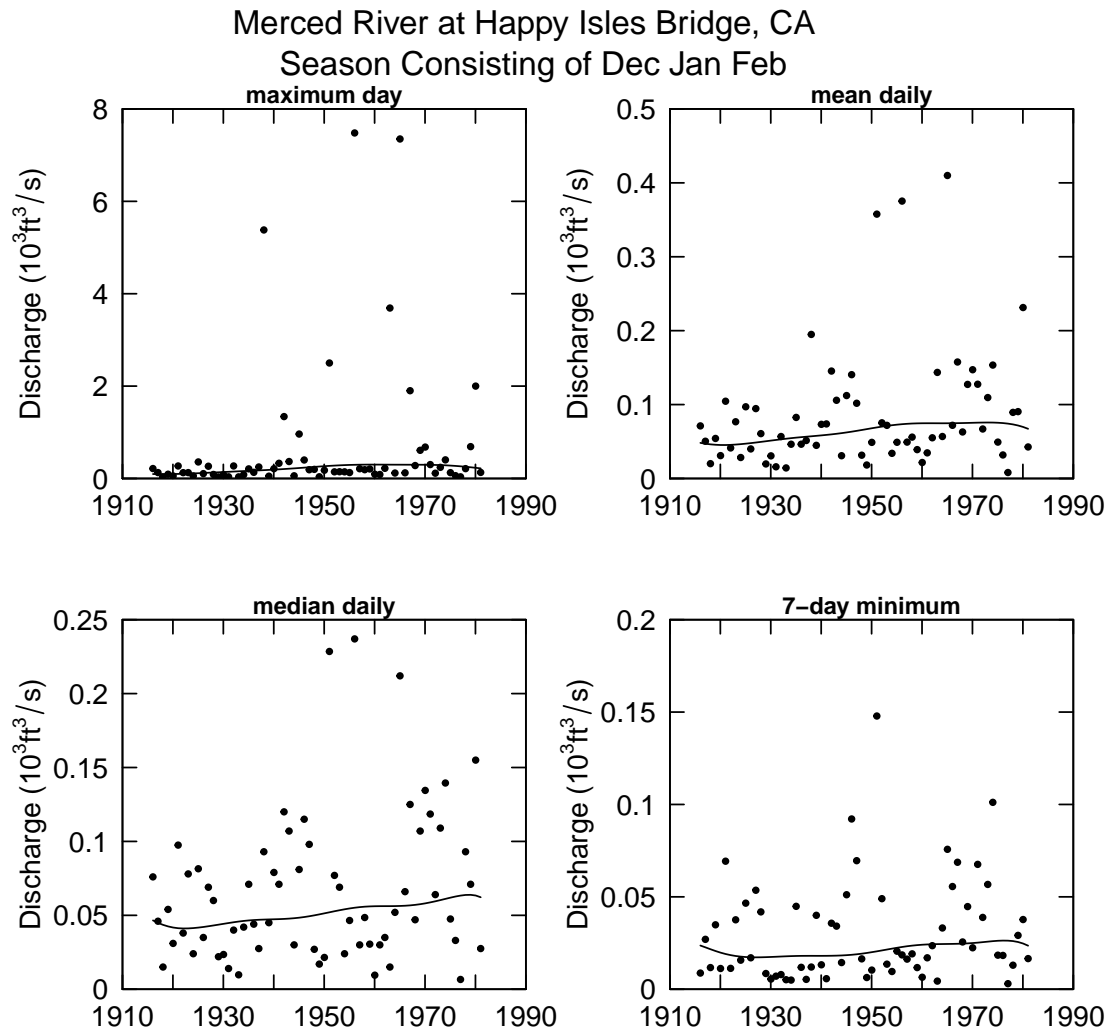 Merced River at Happy Isles Bridge, CA
Season Consisting of Dec Jan Feb
maximum day
Discharge (10³ft³/s)
8
6
4
2
0
1910 1930 1950 1970 1990
mean daily
Discharge (10³ft³/s)
0.5
0.4
0.3
0.2
0.1
0
1910 1930 1950 1970 1990
median daily
Discharge (10³ft³/s)
0.25
0.2
0.15
0.1
0.05
0
1910 1930 1950 1970 1990
7−day minimum
Discharge (10³ft³/s)
0.2
0.15
0.1
0.05
0
1910 1930 1950 1970 1990